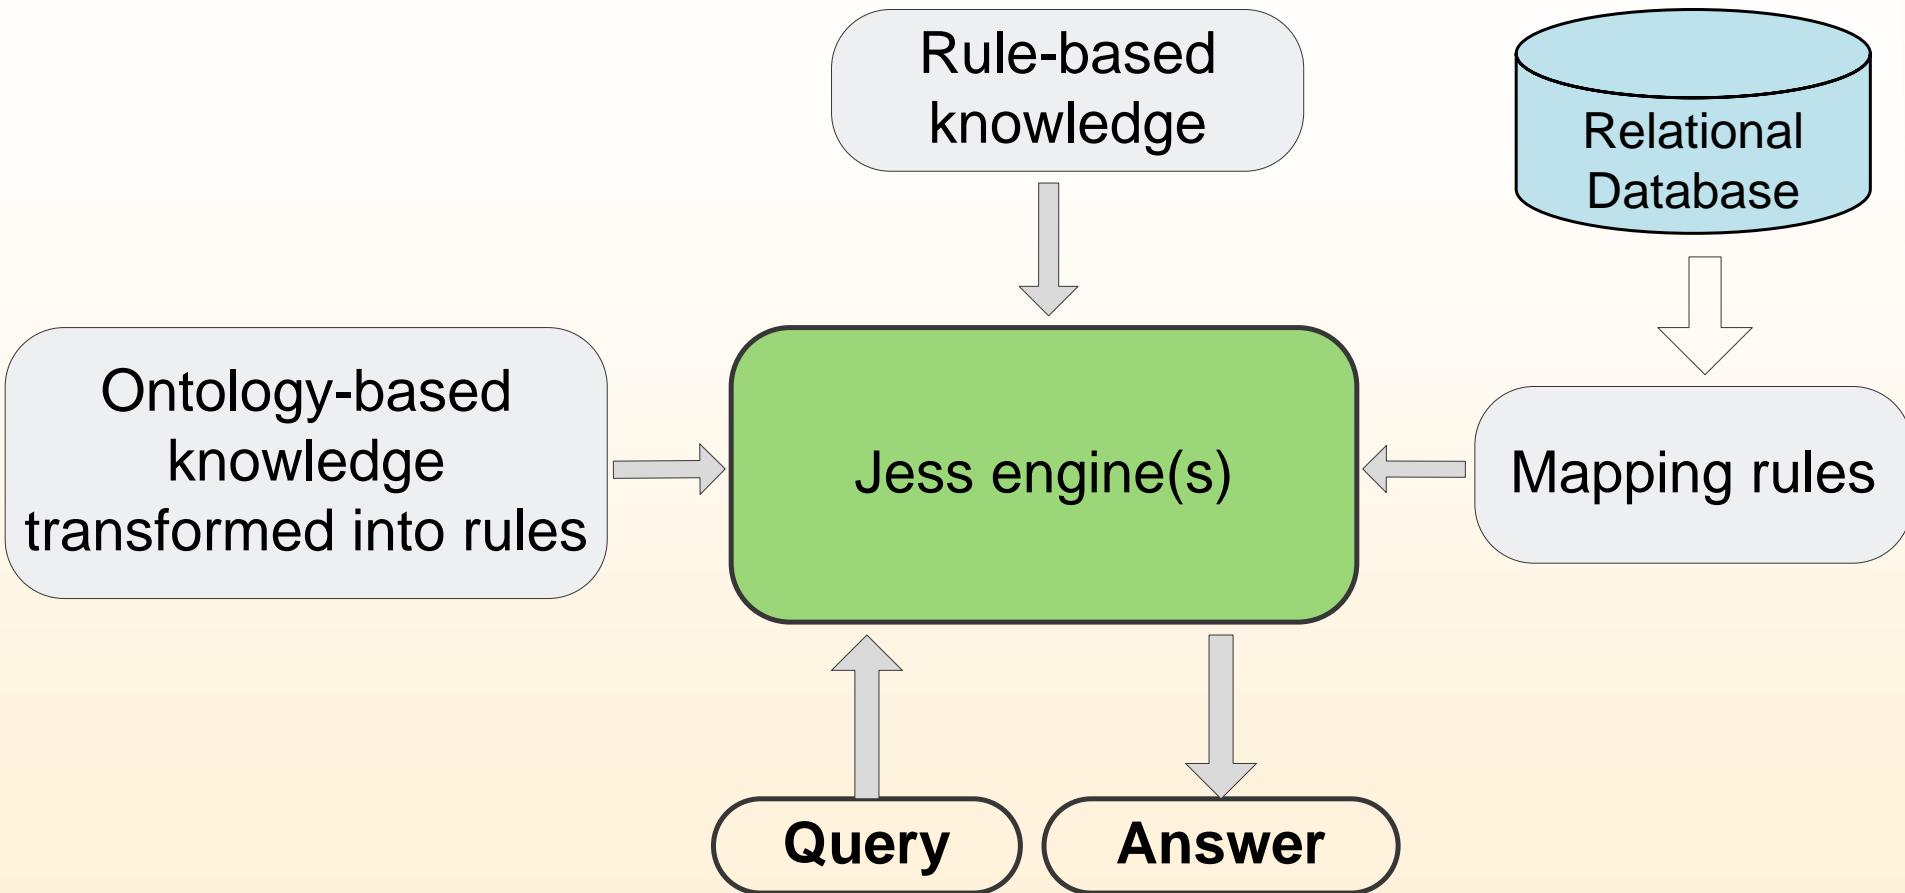 Rule-based
knowledge
Relational
Database
Ontology-based
knowledge
transformed into rules
Jess engine(s)
Mapping rules
Query
Answer